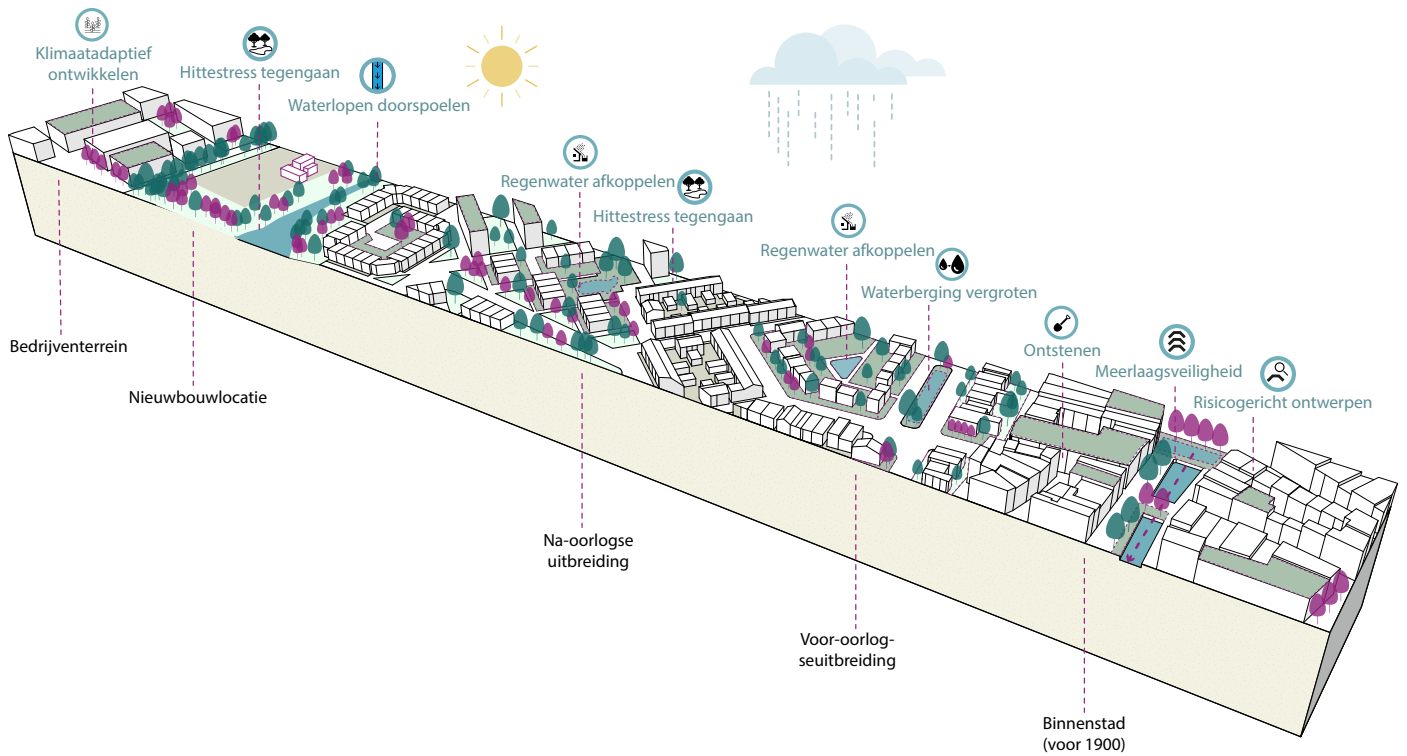 Klimaatadaptief
ontwikkelen
Hittestress tegengaan
Waterlopen doorspoelen
Regenwater afkoppelen
Hittestress tegengaan
Regenwater afkoppelen
Waterberging vergroten
Ontstenen
Meerlaagsveiligheid
Risicogericht ontwerpen
Bedrijventerrein
Nieuwbouwlocatie
Na-oorlogse
uitbreiding
Voor-oorlog-
seuitbreiding
Binnenstad
(voor 1900)